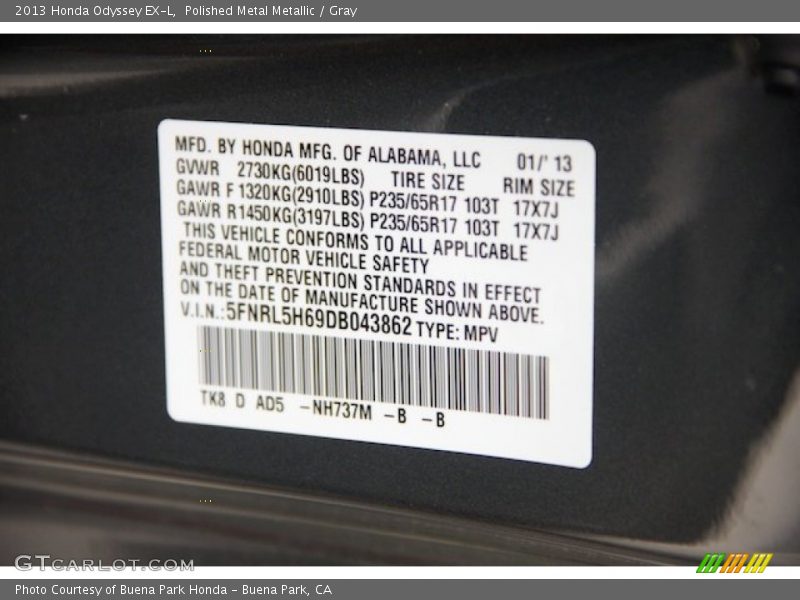 2013 Honda Odyssey EX-L, Polished Metal Metallic / Gray
MFD. BY HONDA MFG. OF ALABAMA, LLC 01/' 13
GVWR 2730KG(6019LBS) TIRE SIZE RIM SIZE
GAWR F 1320KG(2910LBS) P235/65R17 103T 17X7J
GAWR R1450KG(3197LBS) P235/65R17 103T 17X7J
THIS VEHICLE CONFORMS TO ALL APPLICABLE
FEDERAL MOTOR VEHICLE SAFETY
AND THEFT PREVENTION STANDARDS IN EFFECT
ON THE DATE OF MANUFACTURE SHOWN ABOVE.
V.I.N.:5FNRL5H69DB043862 TYPE: MPV
TK8 D AD5 -NH737M -B -B
GTCARLOT.COM
Photo Courtesy of Buena Park Honda - Buena Park, CA